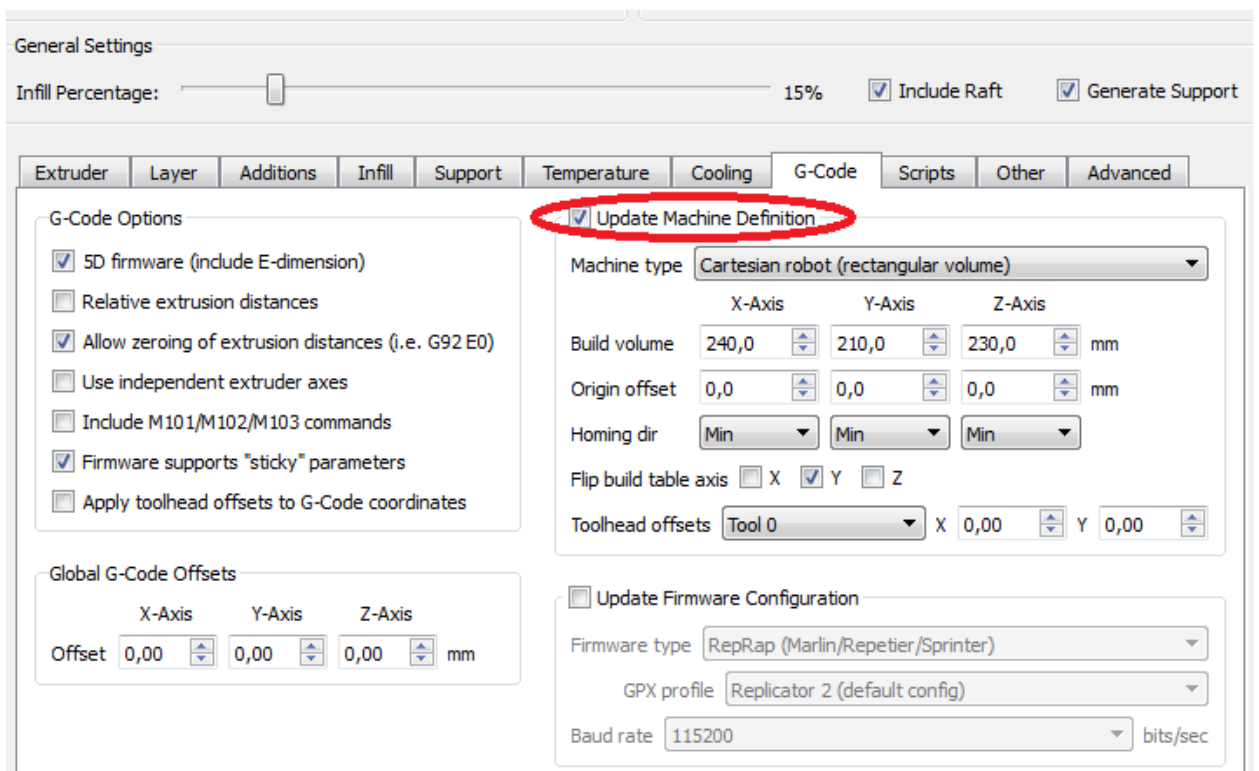 General Settings
Infill Percentage: 15% Include Raft Generate Support
Extruder Layer Additions Infill Support Temperature Cooling G-Code Scripts Other Advanced
G-Code Options
5D firmware (include E-dimension)
Relative extrusion distances
Allow zeroing of extrusion distances (i.e. G92 E0)
Use independent extruder axes
Include M101/M102/M103 commands
Firmware supports "sticky" parameters
Apply toolhead offsets to G-Code coordinates
Global G-Code Offsets
X-Axis Y-Axis Z-Axis
Offset 0,00 0,00 0,00 mm
Update Machine Definition
Machine type Cartesian robot (rectangular volume)
X-Axis Y-Axis Z-Axis
Build volume 240,0 210,0 230,0 mm
Origin offset 0,0 0,0 0,0 mm
Homing dir Min Min Min
Flip build table axis X Y Z
Toolhead offsets Tool 0 X 0,00 Y 0,00
Update Firmware Configuration
Firmware type RepRap (Marlin/Repetier/Sprinter)
GPX profile Replicator 2 (default config)
Baud rate 115200 bits/sec